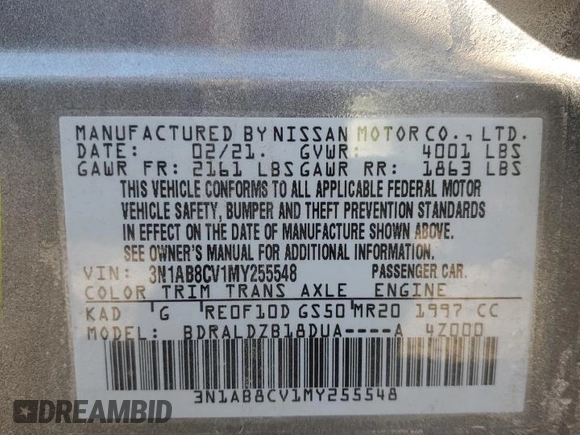 MANUFACTURED BY NISSAN MOTOR CO., LTD.
DATE: 02/21. GVWR: 4001 LBS
GAWR FR: 2161 LBS GAWR RR: 1863 LBS
THIS VEHICLE CONFORMS TO ALL APPLICABLE FEDERAL MOTOR
VEHICLE SAFETY, BUMPER AND THEFT PREVENTION STANDARDS
IN EFFECT ON THE DATE OF MANUFACTURE SHOWN ABOVE.
SEE OWNER'S MANUAL FOR ADDITIONAL INFORMATION.
VIN: 3N1AB8CV1MY255548 PASSENGER CAR.
COLOR TRIM TRANS AXLE ENGINE
KAD G RE0F10D GS50 MR20 1997 CC
MODEL: BDRALDZB18DUA----A 4Z000
3N1AB8CV1MY255548
DREAMBID